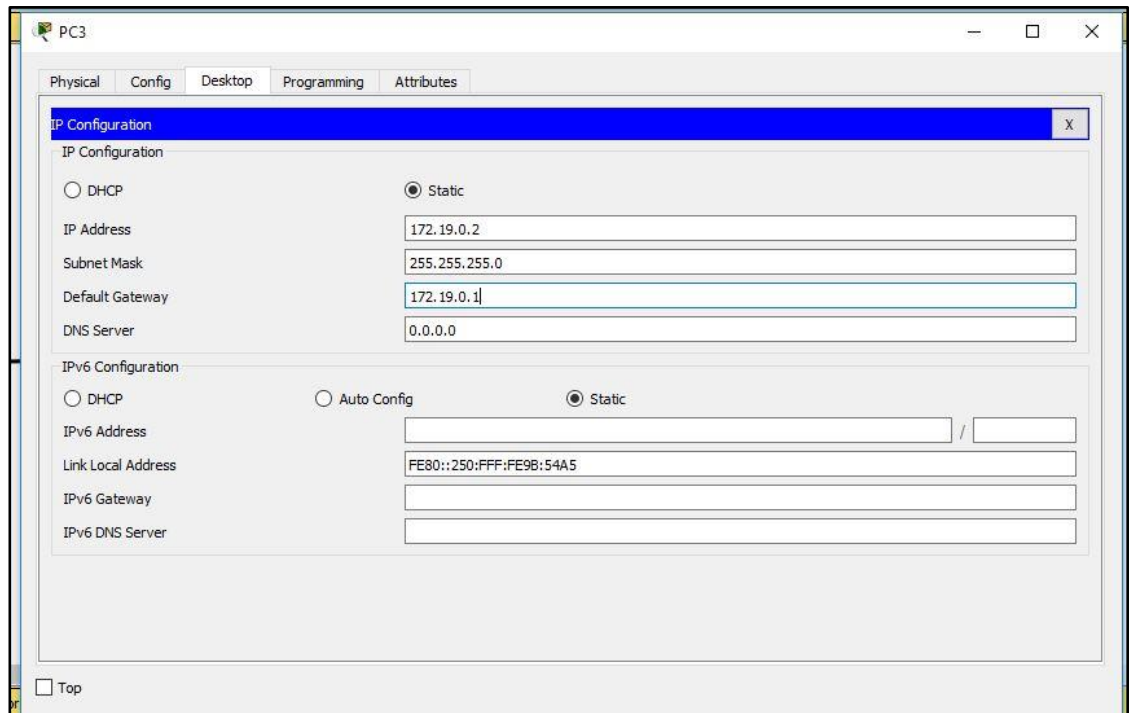 PC3
Physical Config Desktop Programming Attributes
IP Configuration X
IP Configuration
DHCP Static
IP Address 172.19.0.2
Subnet Mask 255.255.255.0
Default Gateway 172.19.0.1
DNS Server 0.0.0.0
IPv6 Configuration
DHCP Auto Config Static
IPv6 Address /
Link Local Address FE80::250:FFF:FE9B:54A5
IPv6 Gateway
IPv6 DNS Server
Top